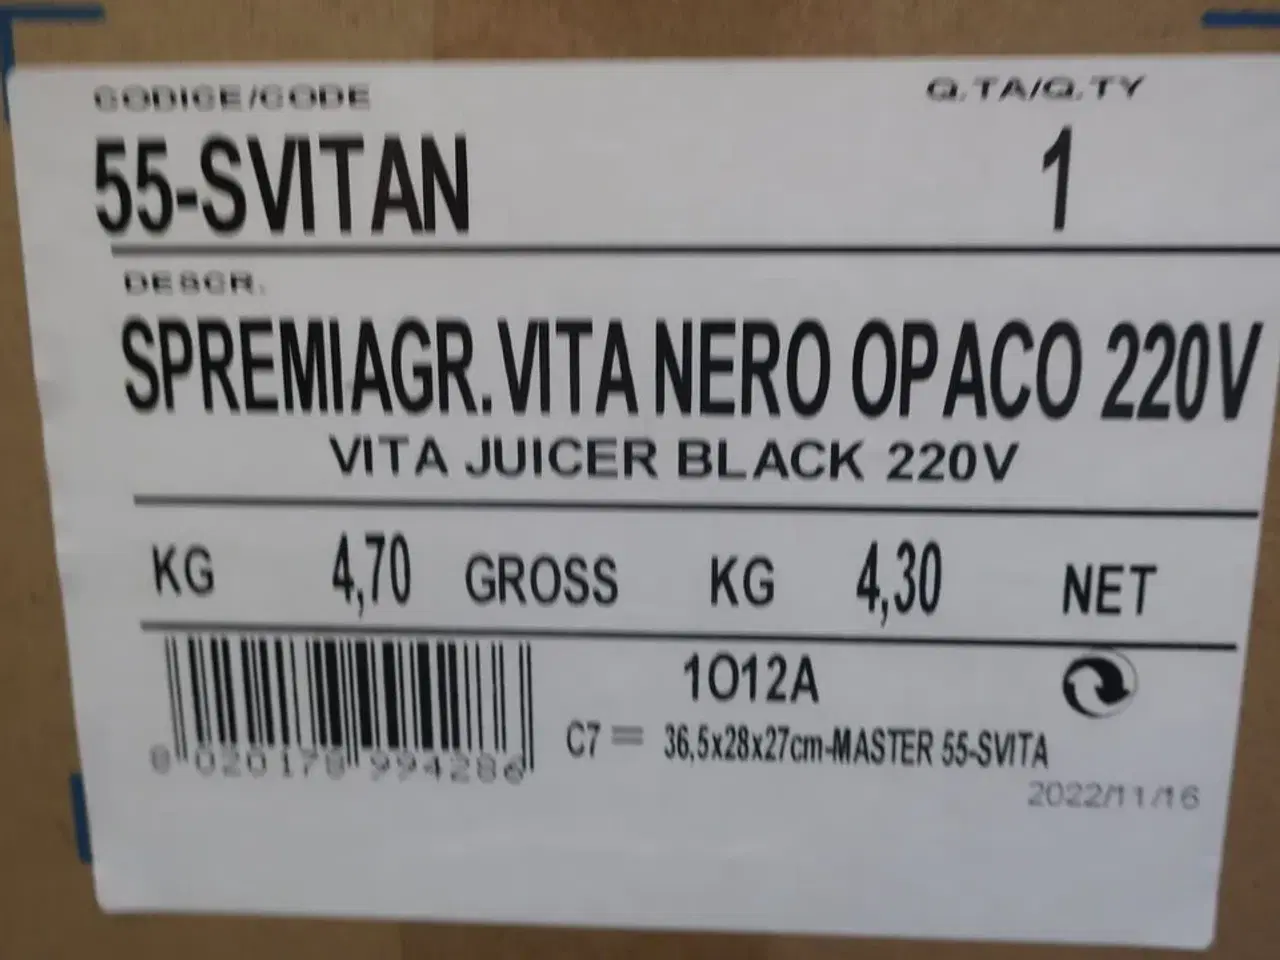 CODICE/CODE Q.TA/Q.TY
55-SVITAN 1
DESCR.
SPREMIAGR.VITA NERO OPACO 220V
VITA JUICER BLACK 220V
KG 4,70 GROSS KG 4,30 NET
1O12A
8 020178 994286
C7 = 36,5x28x27cm-MASTER 55-SVITA
2022/11/16